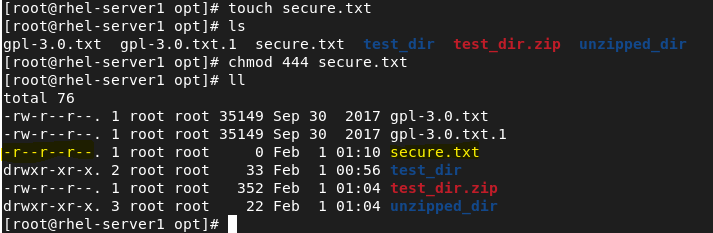 [root@rhel-server1 opt]# touch secure.txt
[root@rhel-server1 opt]# ls
gpl-3.0.txt  gpl-3.0.txt.1  secure.txt  test_dir  test_dir.zip  unzipped_dir
[root@rhel-server1 opt]# chmod 444 secure.txt
[root@rhel-server1 opt]# ll
total 76
-rw-r--r--. 1 root root 35149 Sep 30  2017 gpl-3.0.txt
-rw-r--r--. 1 root root 35149 Sep 30  2017 gpl-3.0.txt.1
-r--r--r--. 1 root root     0 Feb  1 01:10 secure.txt
drwxr-xr-x. 2 root root    33 Feb  1 00:56 test_dir
-rw-r--r--. 1 root root   352 Feb  1 01:04 test_dir.zip
drwxr-xr-x. 3 root root    22 Feb  1 01:04 unzipped_dir
[root@rhel-server1 opt]#